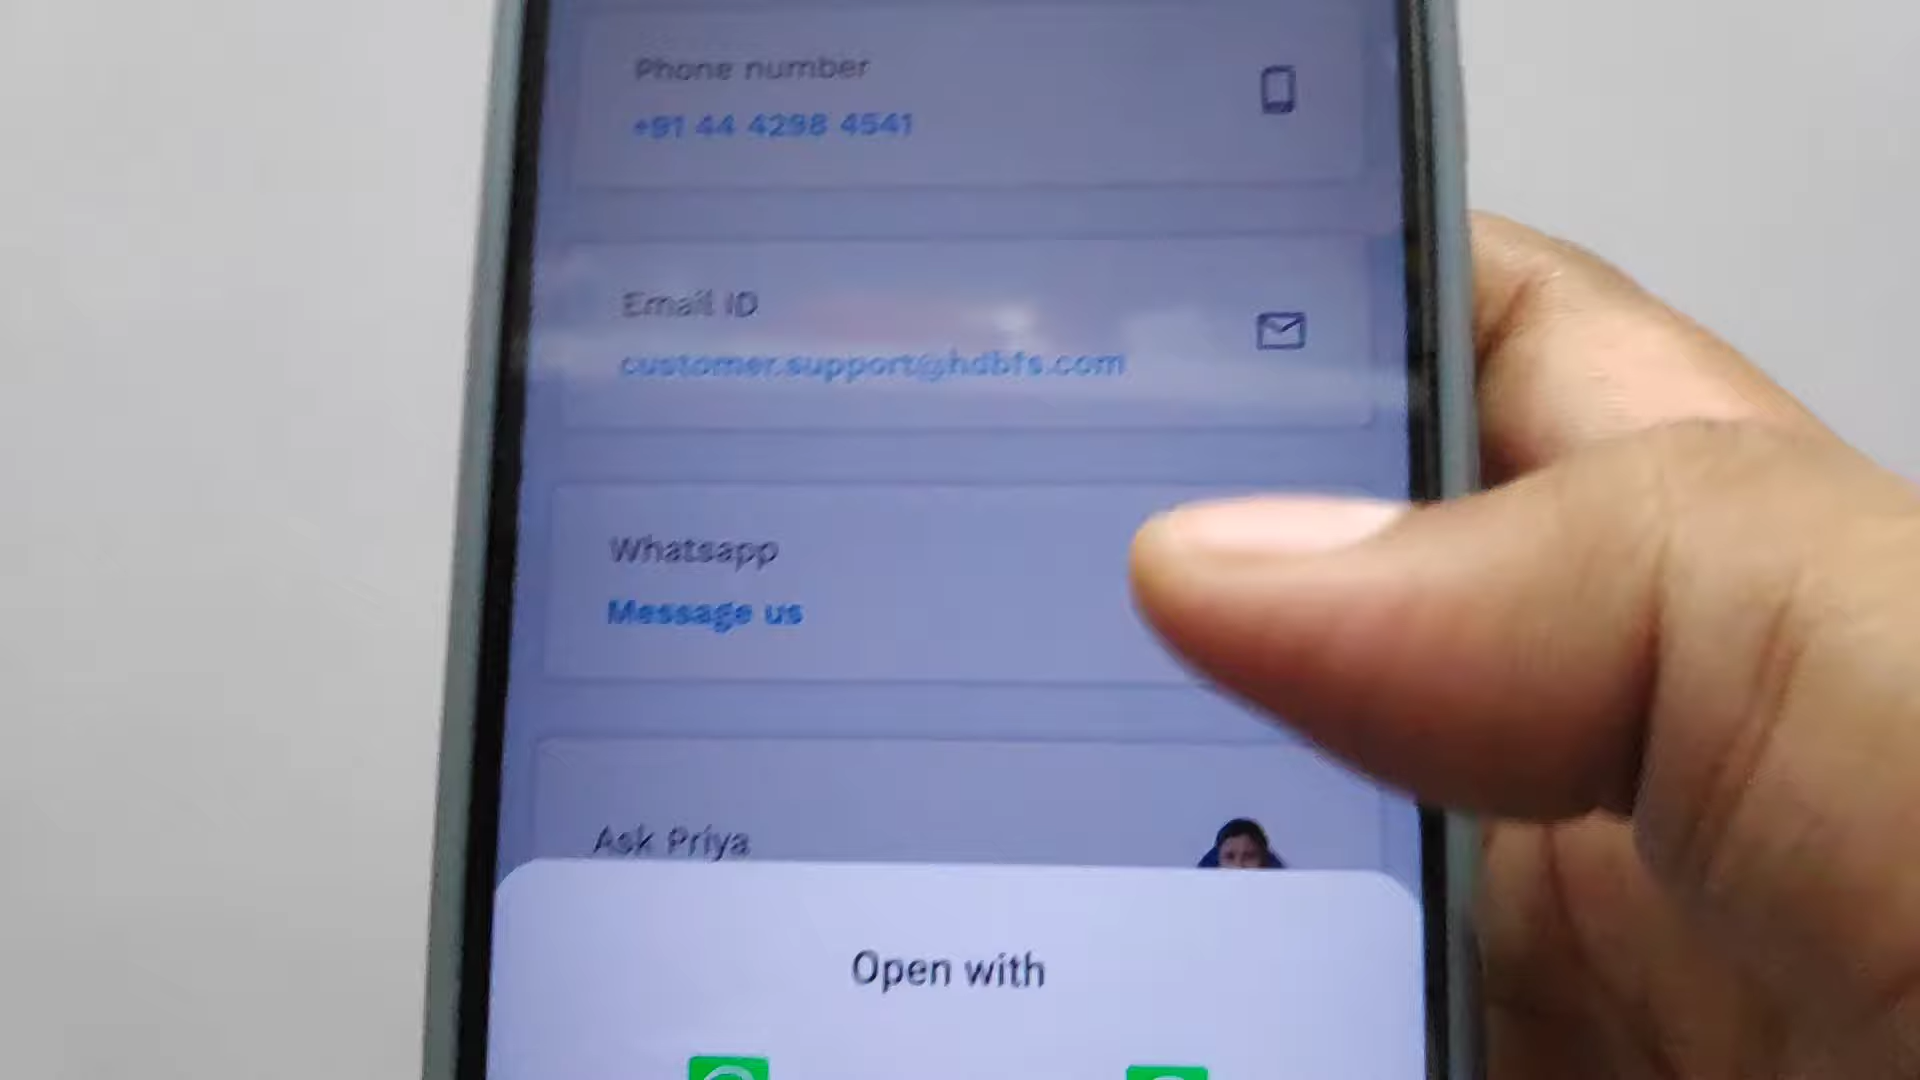 Phone number
+91 44 4298 4541
Email ID
customer.support@hdbfs.com
Whatsapp
Message us
Ask Priya
Open with